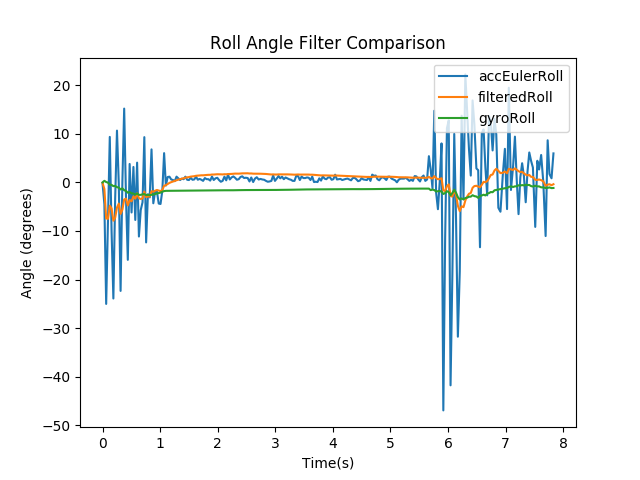 Roll Angle Filter Comparison
accEulerRoll
filteredRoll
gyroRoll
Angle (degrees)
20
10
0
−10
−20
−30
−40
−50
0 1 2 3 4 5 6 7 8
Time(s)